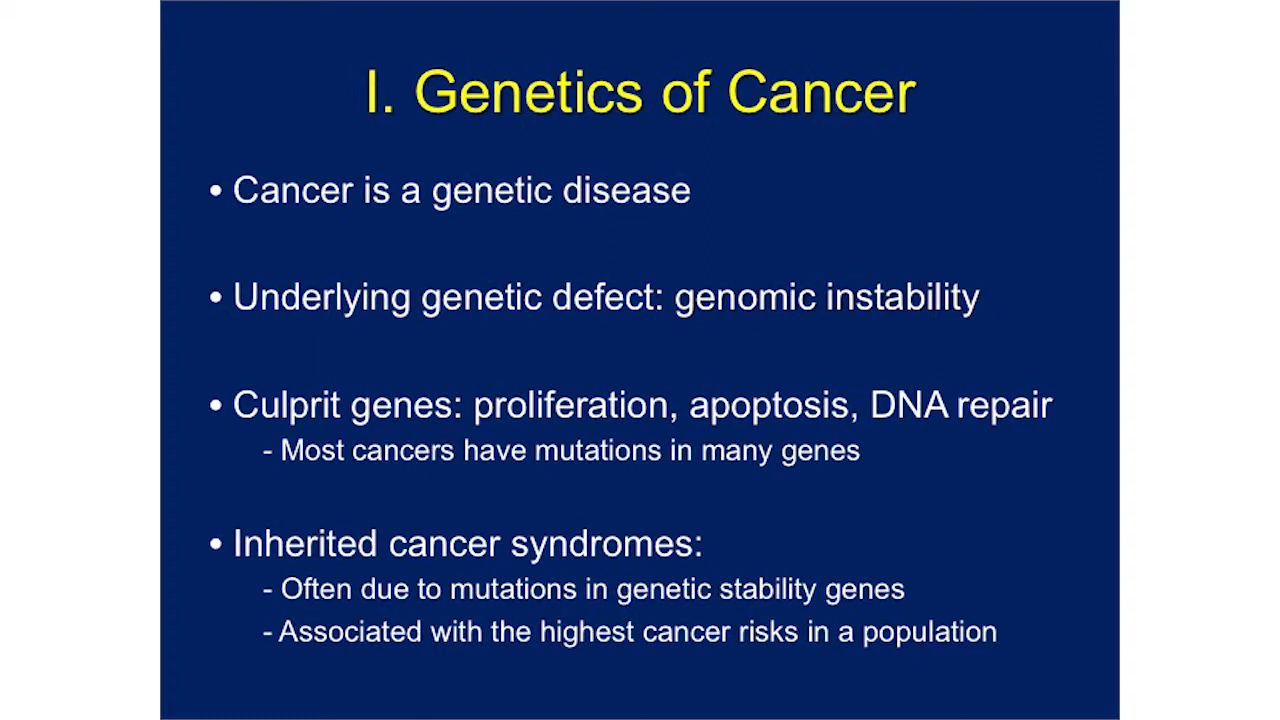 I. Genetics of Cancer
• Cancer is a genetic disease
• Underlying genetic defect: genomic instability
• Culprit genes: proliferation, apoptosis, DNA repair
- Most cancers have mutations in many genes
• Inherited cancer syndromes:
- Often due to mutations in genetic stability genes
- Associated with the highest cancer risks in a population